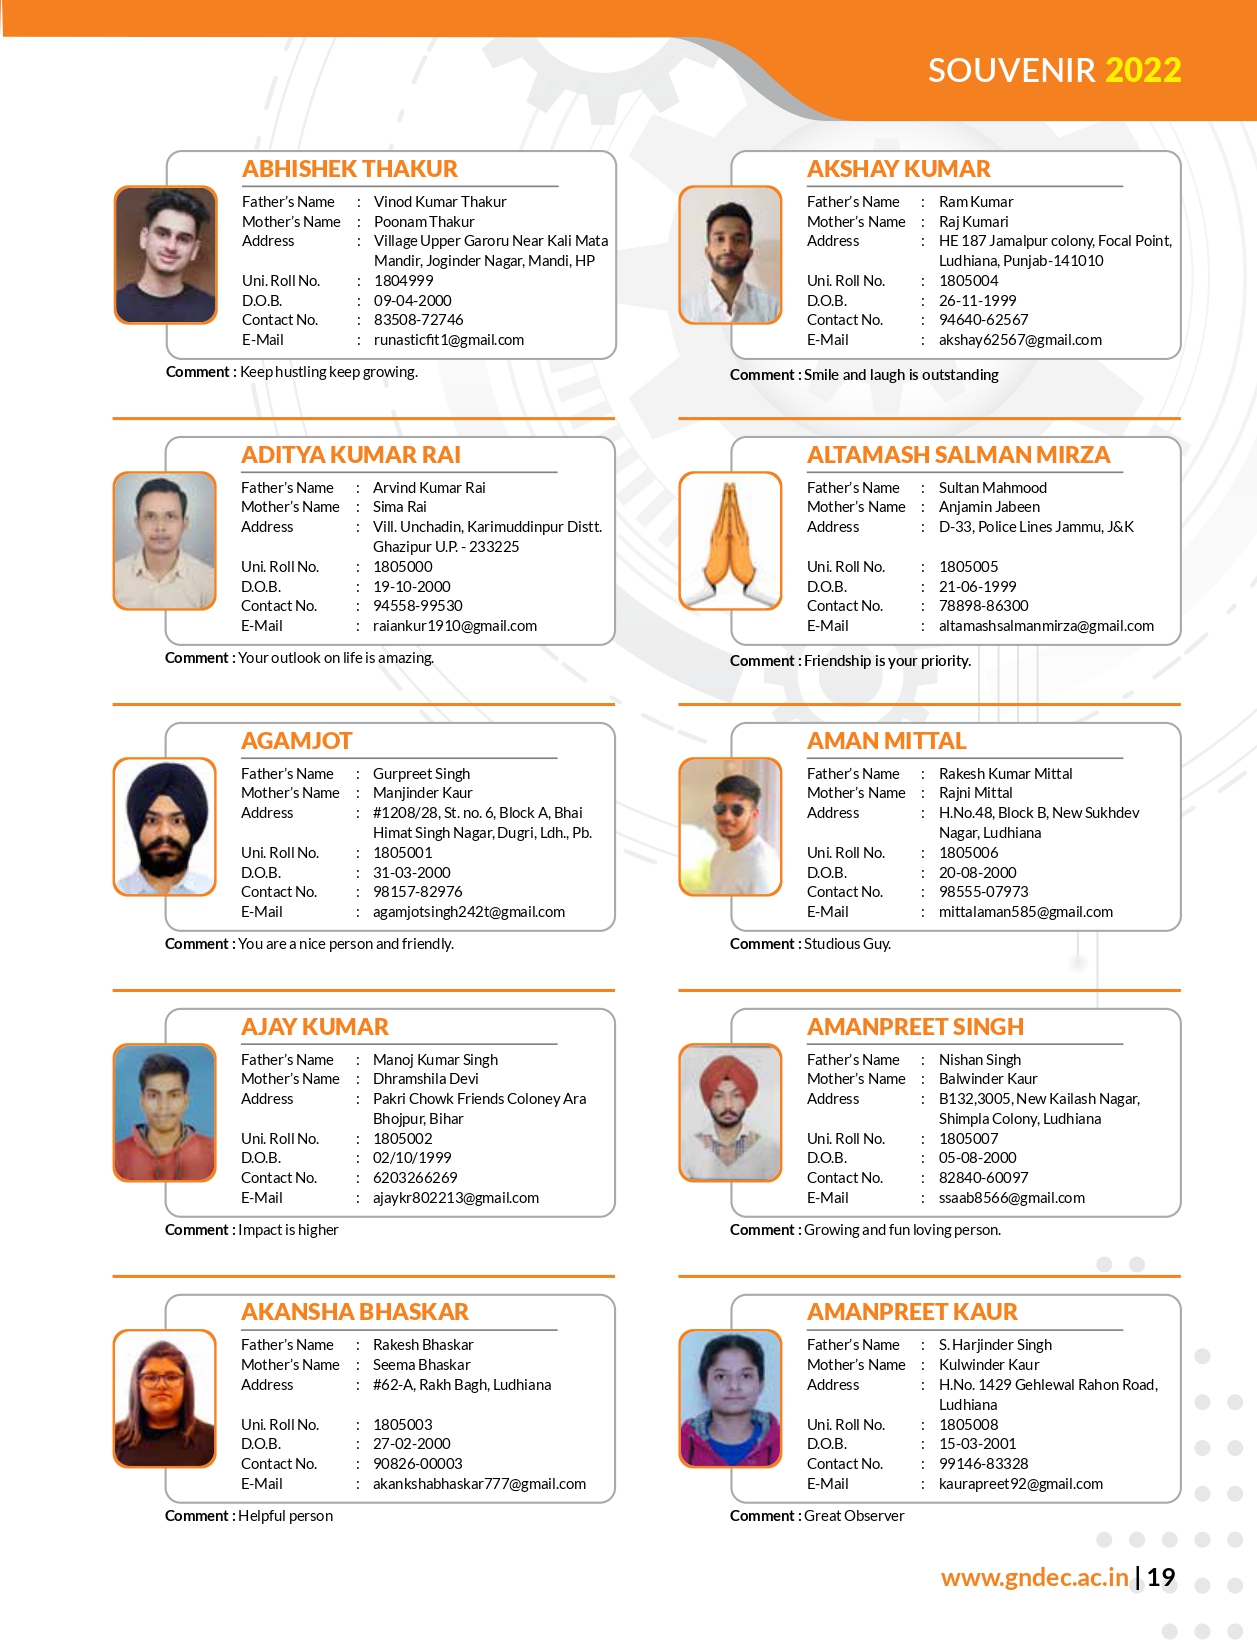 SOUVENIR 2022
ABHISHEK THAKUR
Father's Name : Vinod Kumar Thakur
Mother's Name : Poonam Thakur
Address : Village Upper Garoru Near Kali Mata
Mandir, Joginder Nagar, Mandi, HP
Uni. Roll No. : 1804999
D.O.B. : 09-04-2000
Contact No. : 83508-72746
E-Mail : runasticfit1@gmail.com
Comment : Keep hustling keep growing.
ADITYA KUMAR RAI
Father's Name : Arvind Kumar Rai
Mother's Name : Sima Rai
Address : Vill. Unchadin, Karimuddinpur Distt.
Ghazipur U.P. - 233225
Uni. Roll No. : 1805000
D.O.B. : 19-10-2000
Contact No. : 94558-99530
E-Mail : raiankur1910@gmail.com
Comment : Your outlook on life is amazing.
AGAMJOT
Father's Name : Gurpreet Singh
Mother's Name : Manjinder Kaur
Address : #1208/28, St. no. 6, Block A, Bhai
Himat Singh Nagar, Dugri, Ldh., Pb.
Uni. Roll No. : 1805001
D.O.B. : 31-03-2000
Contact No. : 98157-82976
E-Mail : agamjotsingh242t@gmail.com
Comment : You are a nice person and friendly.
AJAY KUMAR
Father's Name : Manoj Kumar Singh
Mother's Name : Dhramshila Devi
Address : Pakri Chowk Friends Coloney Ara
Bhojpur, Bihar
Uni. Roll No. : 1805002
D.O.B. : 02/10/1999
Contact No. : 6203266269
E-Mail : ajaykr802213@gmail.com
Comment : Impact is higher
AKANSHA BHASKAR
Father's Name : Rakesh Bhaskar
Mother's Name : Seema Bhaskar
Address : #62-A, Rakh Bagh, Ludhiana
Uni. Roll No. : 1805003
D.O.B. : 27-02-2000
Contact No. : 90826-00003
E-Mail : akankshabhaskar777@gmail.com
Comment : Helpful person
AKSHAY KUMAR
Father's Name : Ram Kumar
Mother's Name : Raj Kumari
Address : HE 187 Jamalpur colony, Focal Point,
Ludhiana, Punjab-141010
Uni. Roll No. : 1805004
D.O.B. : 26-11-1999
Contact No. : 94640-62567
E-Mail : akshay62567@gmail.com
Comment : Smile and laugh is outstanding
ALTAMASH SALMAN MIRZA
Father's Name : Sultan Mahmood
Mother's Name : Anjamin Jabeen
Address : D-33, Police Lines Jammu, J&K
Uni. Roll No. : 1805005
D.O.B. : 21-06-1999
Contact No. : 78898-86300
E-Mail : altamashsalmanmirza@gmail.com
Comment : Friendship is your priority.
AMAN MITTAL
Father's Name : Rakesh Kumar Mittal
Mother's Name : Rajni Mittal
Address : H.No.48, Block B, New Sukhdev
Nagar, Ludhiana
Uni. Roll No. : 1805006
D.O.B. : 20-08-2000
Contact No. : 98555-07973
E-Mail : mittalaman585@gmail.com
Comment : Studious Guy.
AMANPREET SINGH
Father's Name : Nishan Singh
Mother's Name : Balwinder Kaur
Address : B132,3005, New Kailash Nagar,
Shimpla Colony, Ludhiana
Uni. Roll No. : 1805007
D.O.B. : 05-08-2000
Contact No. : 82840-60097
E-Mail : ssaab8566@gmail.com
Comment : Growing and fun loving person.
AMANPREET KAUR
Father's Name : S. Harjinder Singh
Mother's Name : Kulwinder Kaur
Address : H.No. 1429 Gehlewal Rahon Road,
Ludhiana
Uni. Roll No. : 1805008
D.O.B. : 15-03-2001
Contact No. : 99146-83328
E-Mail : kaurapreet92@gmail.com
Comment : Great Observer
www.gndec.ac.in | 19